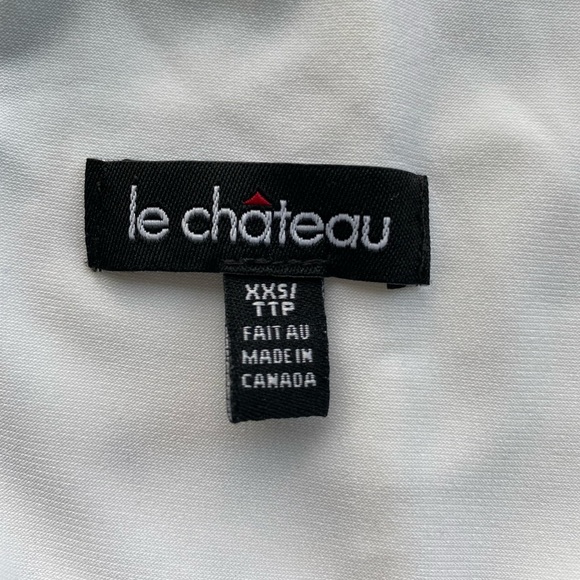 le château
XXS/
TTP
FAIT AU
MADE IN
CANADA